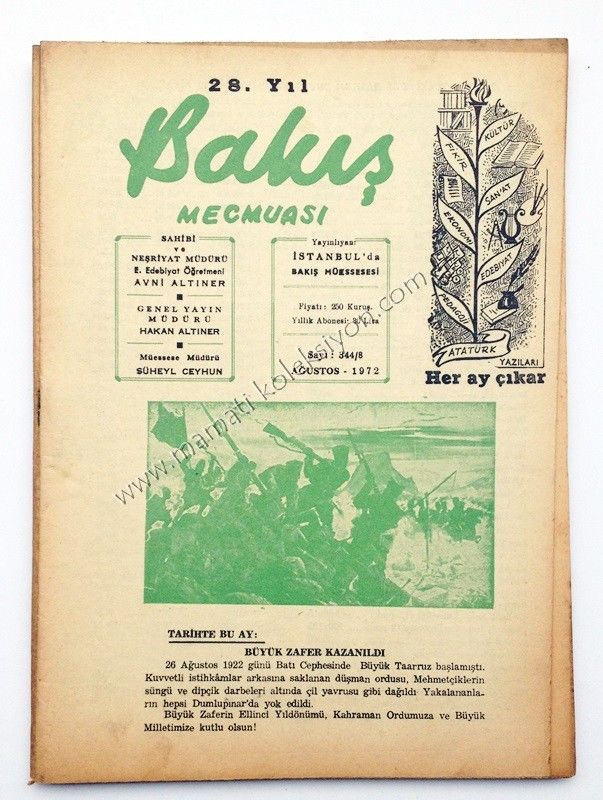 28. Yıl
Bakış
MECMUASI
SAHİBİ
ve
NEŞRİYAT MÜDÜRÜ
E. Edebiyat Öğretmeni
AVNİ ALTINER
GENEL YAYIN
MÜDÜRÜ
HAKAN ALTINER
Müessese Müdürü
SÜHEYL CEYHUN
Yayınlıyan:
İSTANBUL'da
BAKIŞ MÜESSESESİ
Fiyatı: 250 Kuruş.
Yıllık Abonesi: 30 Lira
Sayı: 344/8
AĞUSTOS - 1972
FİKİR
KÜLTÜR
SAN'AT
EKONOMİ
EDEBİYAT
PEDAGOJİ
ATATÜRK
YAZILARI
Her ay çıkar
www.mamati koleksiyon.com
TARİHTE BU AY:
BÜYÜK ZAFER KAZANILDI
26 Ağustos 1922 günü Batı Cephesinde Büyük Taarruz başlamıştı.
Kuvvetli istihkâmlar arkasına saklanan düşman ordusu, Mehmetçiklerin
süngü ve dipçik darbeleri altında çil yavrusu gibi dağıldı Yakalananla-
rın hepsi Dumlupınar'da yok edildi.
Büyük Zaferin Ellinci Yıldönümü, Kahraman Ordumuza ve Büyük
Milletimize kutlu olsun!